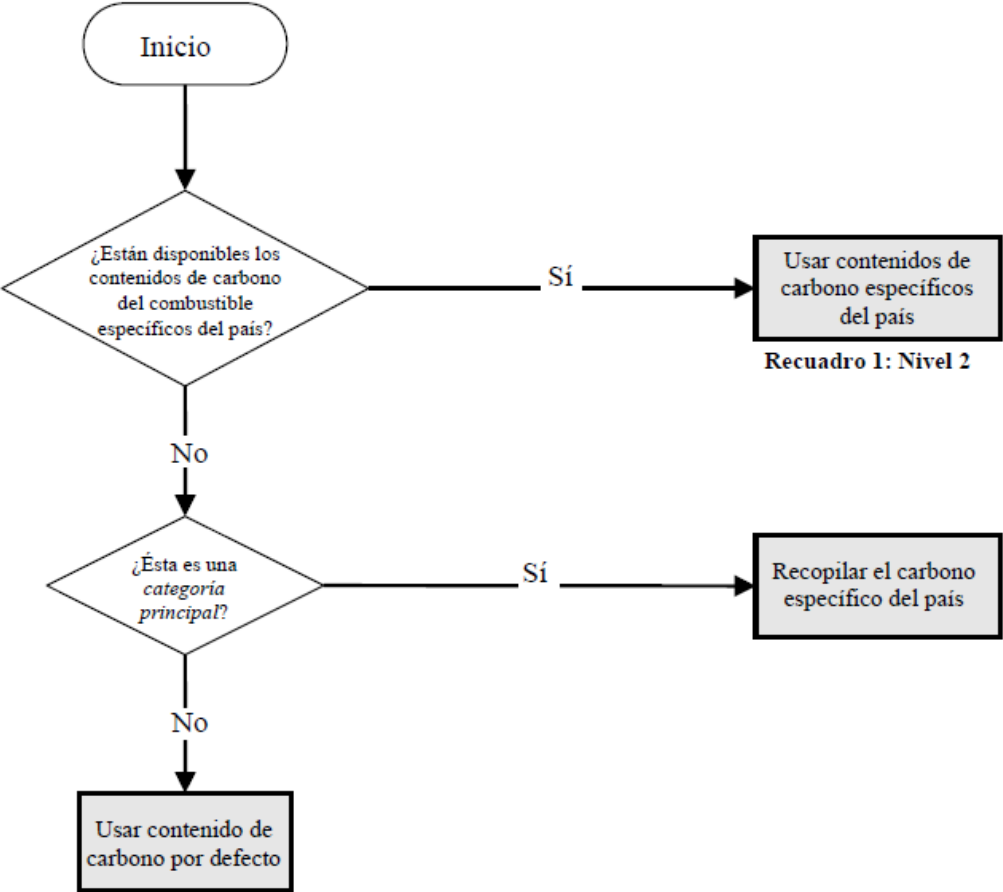 Inicio
¿Están disponibles los
contenidos de carbono
del combustible
específicos del país?
Sí
Usar contenidos de
carbono específicos
del país
Recuadro 1: Nivel 2
No
¿Ésta es una
categoría
principal?
Sí
Recopilar el carbono
específico del país
No
Usar contenido de
carbono por defecto